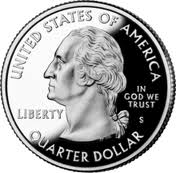 UNITED STATES OF AMERICA
LIBERTY
IN
GOD WE
TRUST
S
QUARTER DOLLAR